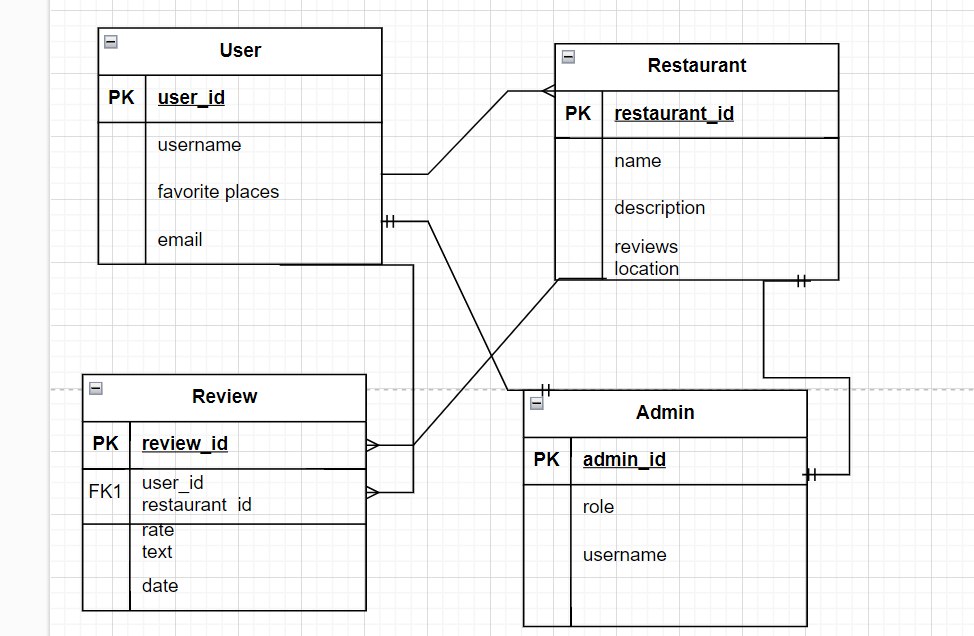 User
PK user_id
username
favorite places
email
Restaurant
PK restaurant_id
name
description
reviews
location
Review
PK review_id
FK1 user_id
restaurant_id
rate
text
date
Admin
PK admin_id
role
username